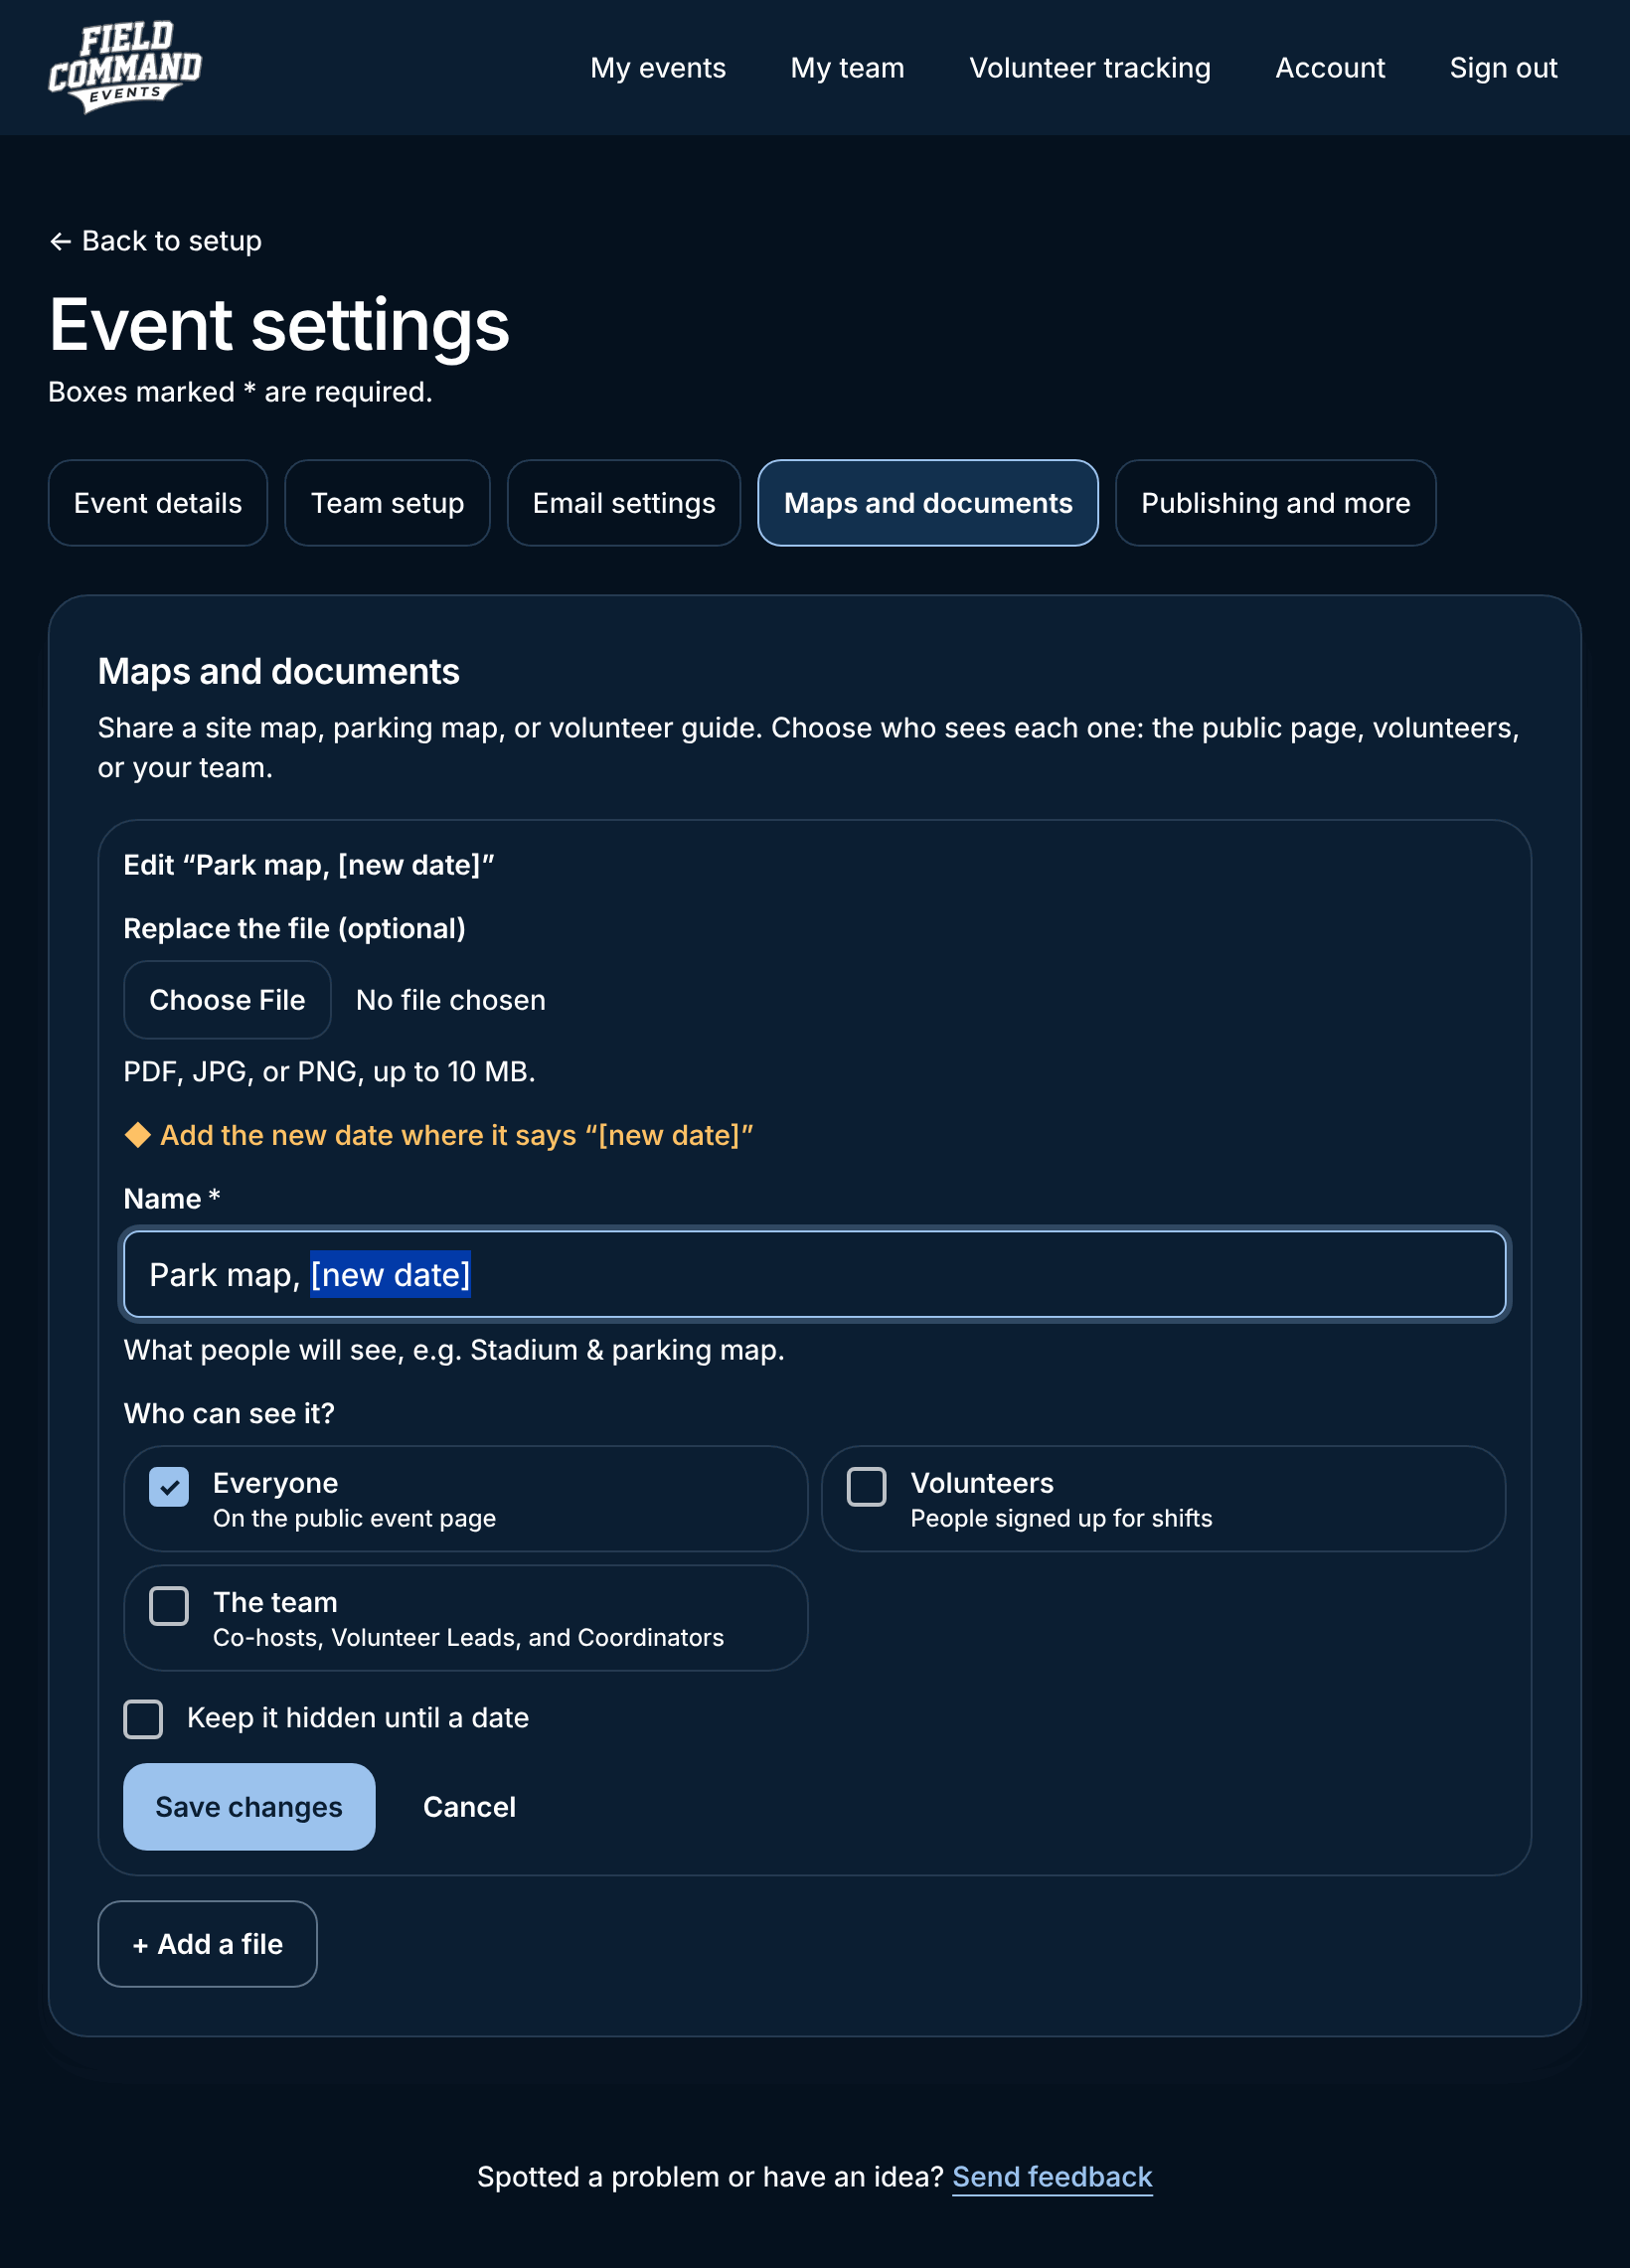 FIELD
COMMAND
EVENTS
My events
My team
Volunteer tracking
Account
Sign out
← Back to setup
Event settings
Boxes marked * are required.
Event details
Team setup
Email settings
Maps and documents
Publishing and more
Maps and documents
Share a site map, parking map, or volunteer guide. Choose who sees each one: the public page, volunteers,
or your team.
Edit “Park map, [new date]”
Replace the file (optional)
Choose File
No file chosen
PDF, JPG, or PNG, up to 10 MB.
◆ Add the new date where it says “[new date]”
Name *
Park map, [new date]
What people will see, e.g. Stadium & parking map.
Who can see it?
Everyone
On the public event page
Volunteers
People signed up for shifts
The team
Co-hosts, Volunteer Leads, and Coordinators
Keep it hidden until a date
Save changes
Cancel
+ Add a file
Spotted a problem or have an idea? Send feedback